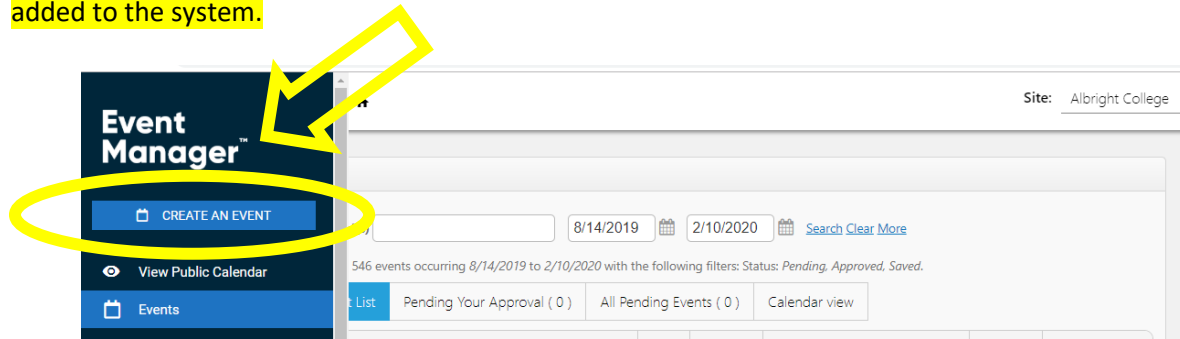 added to the system.
Event
Manager™
Site: Albright College
CREATE AN EVENT
8/14/2019 2/10/2020 Search Clear More
View Public Calendar
546 events occurring 8/14/2019 to 2/10/2020 with the following filters: Status: Pending, Approved, Saved.
Events
List Pending Your Approval ( 0 ) All Pending Events ( 0 ) Calendar view